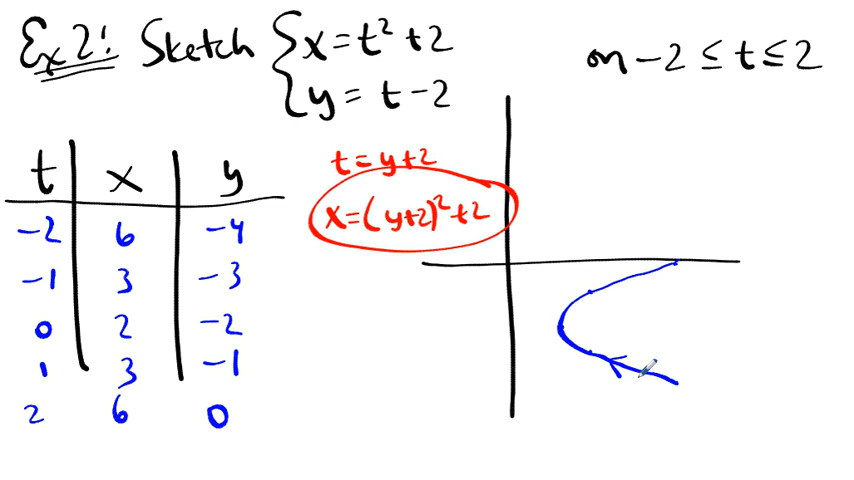 Ex 2: Sketch { x = t² + 2   on -2 ≤ t ≤ 2
y = t - 2
t = y+2
x = (y+2)² + 2
t x y
-2 6 -4
-1 3 -3
0 2 -2
1 3 -1
2 6 0